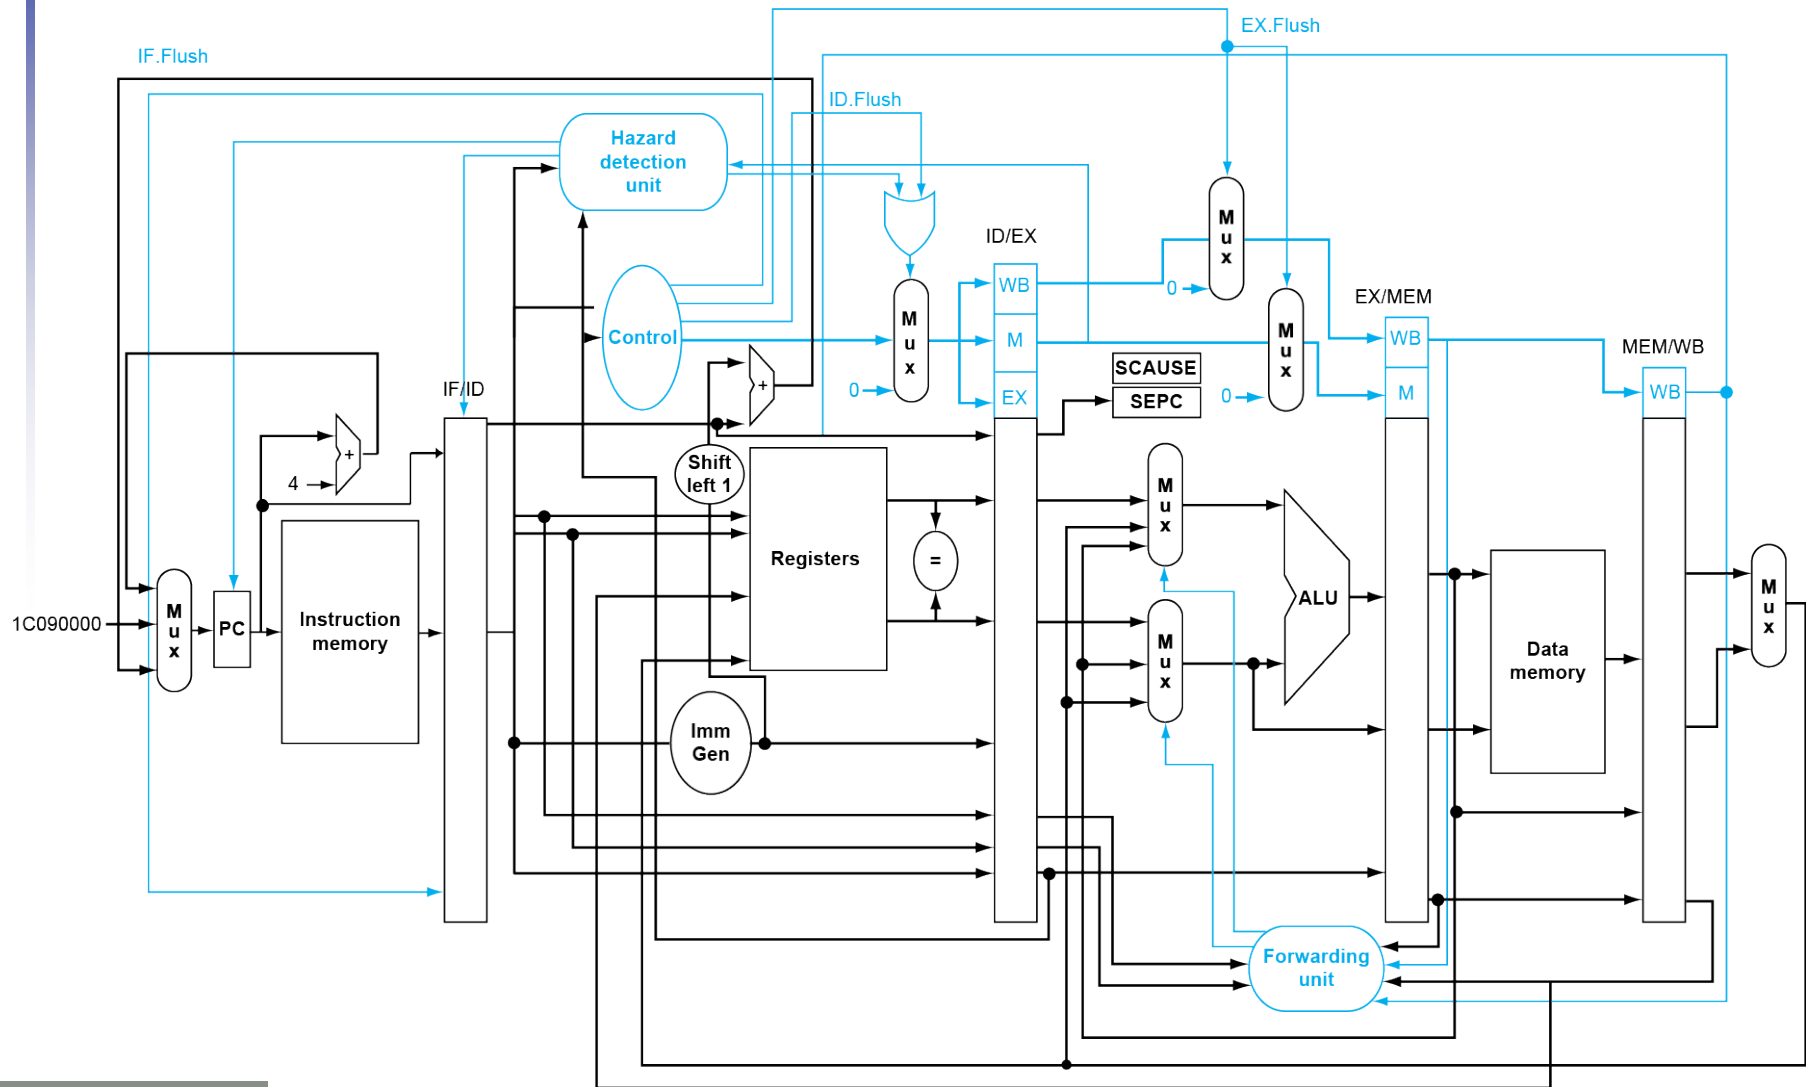 EX.Flush
IF.Flush
ID.Flush
Hazard
detection
unit
M
u
x
ID/EX
WB
0
EX/MEM
Control
M
u
x
M
M
u
x
WB
MEM/WB
SCAUSE
IF/ID
+
0
EX
SEPC
0
M
WB
+
4
Shift
left 1
M
u
x
Registers
=
ALU
M
u
x
1C090000
M
u
x
PC
Instruction
memory
M
u
x
Data
memory
Imm
Gen
Forwarding
unit